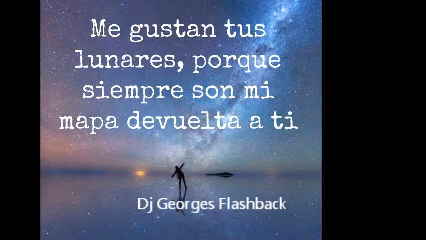 Me gustan tus
lunares, porque
siempre son mi
mapa devuelta a ti
Dj Georges Flashback